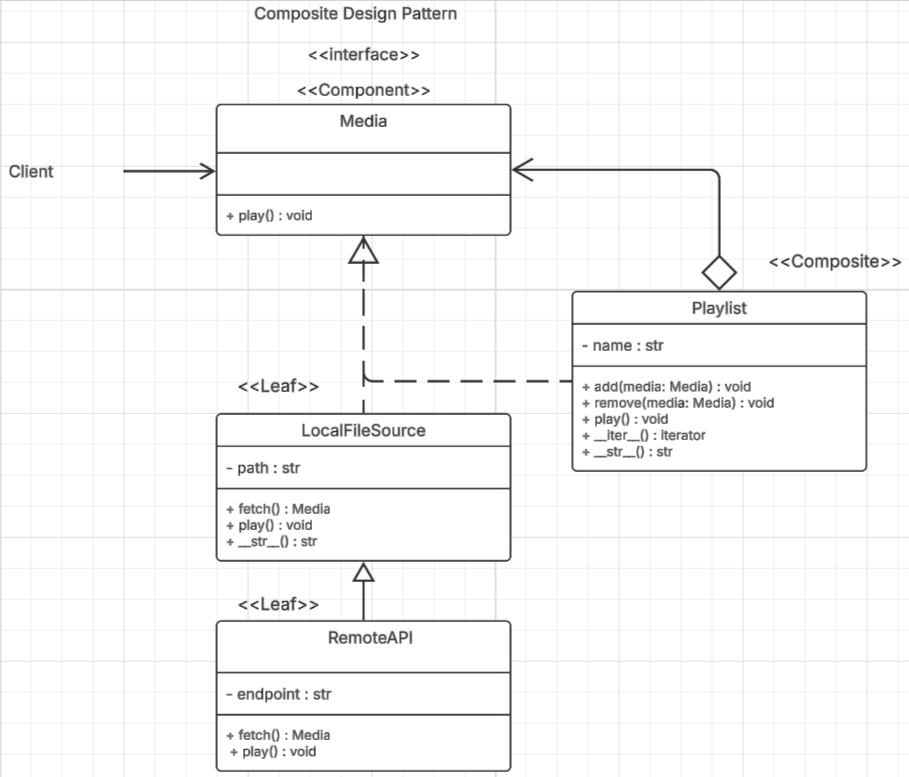 Composite Design Pattern
<<interface>>
<<Component>>
Media
Client
+ play() : void
<<Composite>>
Playlist
- name : str
+ add(media: Media) : void
+ remove(media: Media) : void
+ play() : void
+ __iter__() : iterator
+ __str__() : str
<<Leaf>>
LocalFileSource
- path : str
+ fetch() : Media
+ play() : void
+ __str__() : str
<<Leaf>>
RemoteAPI
- endpoint : str
+ fetch() : Media
+ play() : void